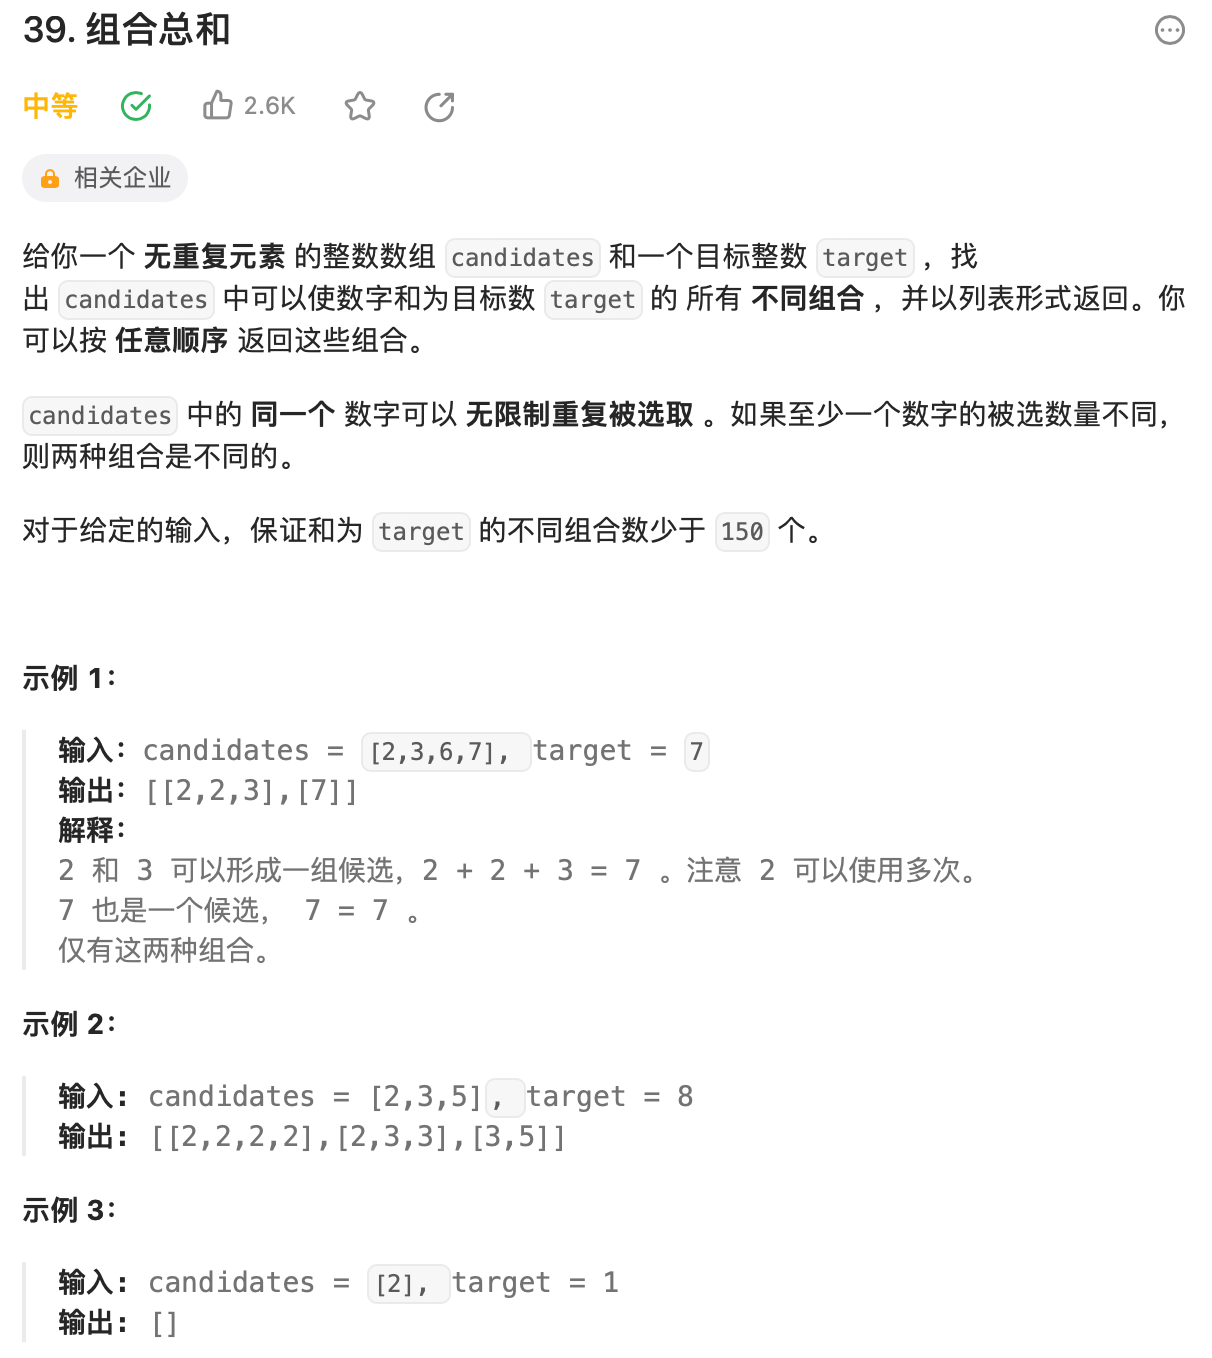 39. 组合总和
中等 2.6K
相关企业
给你一个 无重复元素 的整数数组 candidates 和一个目标整数 target ，找
出 candidates 中可以使数字和为目标数 target 的 所有 不同组合 ，并以列表形式返回。你
可以按 任意顺序 返回这些组合。
candidates 中的 同一个 数字可以 无限制重复被选取 。如果至少一个数字的被选数量不同，
则两种组合是不同的。
对于给定的输入，保证和为 target 的不同组合数少于 150 个。
示例 1：
输入：candidates = [2,3,6,7], target = 7
输出：[[2,2,3],[7]]
解释：
2 和 3 可以形成一组候选，2 + 2 + 3 = 7 。注意 2 可以使用多次。
7 也是一个候选， 7 = 7 。
仅有这两种组合。
示例 2：
输入: candidates = [2,3,5], target = 8
输出: [[2,2,2,2],[2,3,3],[3,5]]
示例 3：
输入: candidates = [2], target = 1
输出: []